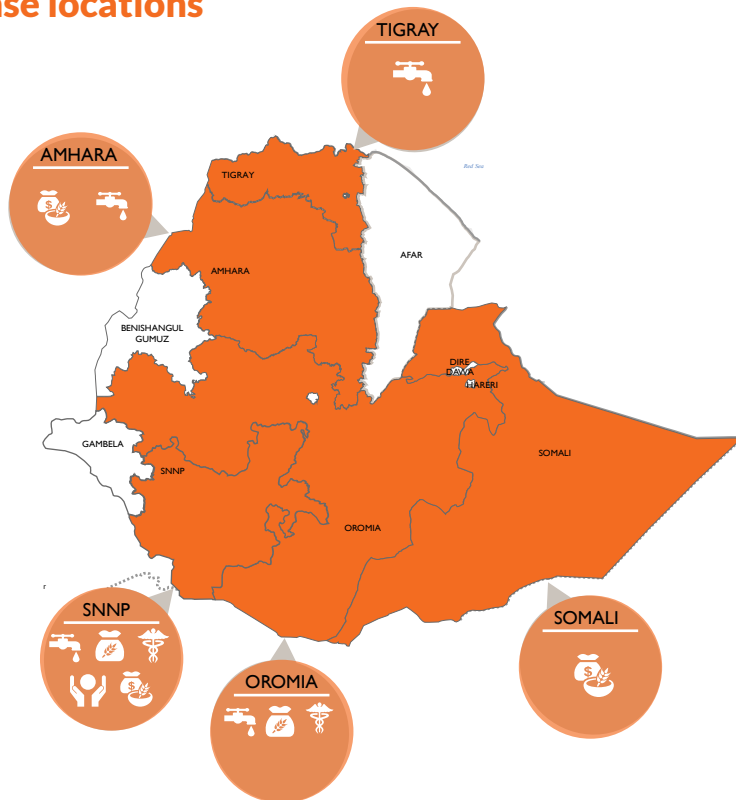 se locations
TIGRAY
AMHARA
Red Sea
TIGRAY
AFAR
AMHARA
BENISHANGUL
GUMUZ
DIRE
DAWA
HARERI
GAMBELA
SOMALI
SNNP
OROMIA
r
SNNP
SOMALI
OROMIA
$
$
$